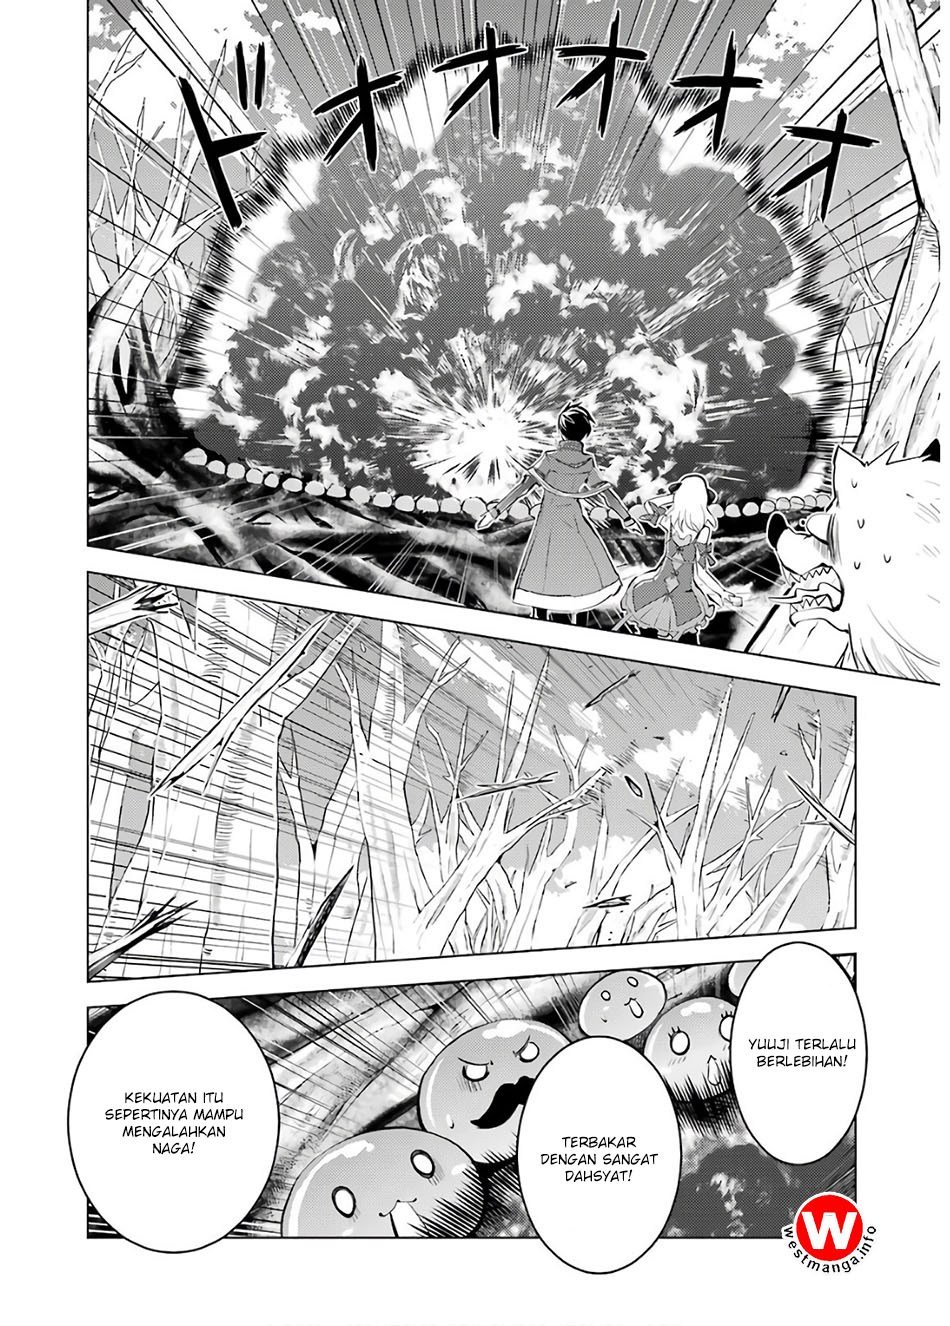 ドオオオオオ
YUUJI TERLALU
BERLEBIHAN!
TERBAKAR
DENGAN SANGAT
DAHSYAT!
KEKUATAN ITU
SEPERTINYA MAMPU
MENGALAHKAN
NAGA!
W
westmanga.info